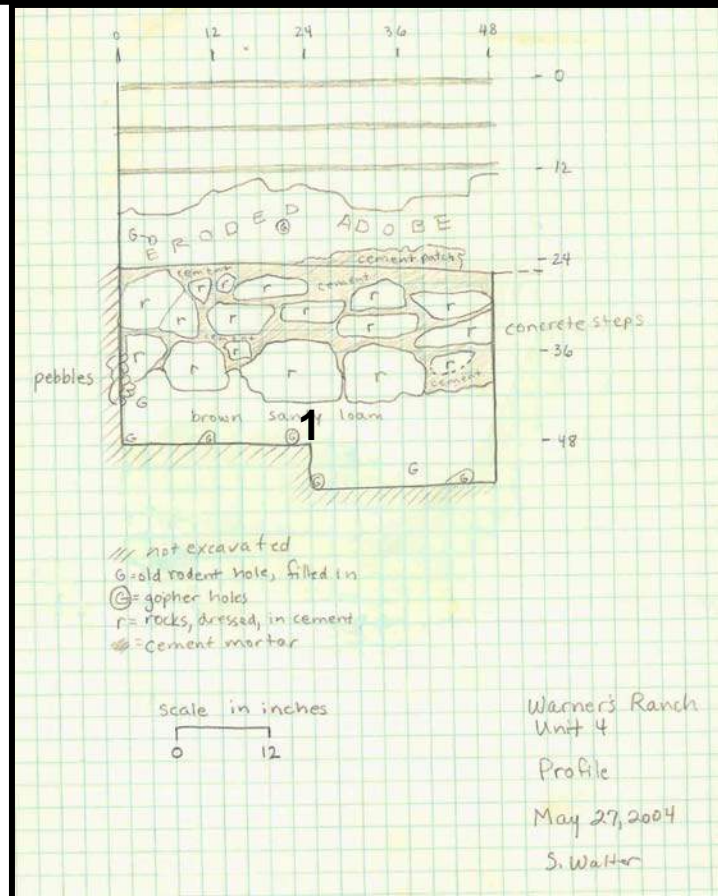 0 12 24 36 48
- 0
- 12
ERODED ADOBE
G
G
cement patch
- 24
cement
cement
r r r r r
r r r r r
cement
concrete steps
- 36
r r r r r r
pebbles
cement
G
brown sandy loam
1
G G G
- 48
G
G G
/// not excavated
G = old rodent hole, filled in
G = gopher holes
r = rocks, dressed, in cement
= cement mortar
scale in inches
0 12
Warner's Ranch
Unit 4
Profile
May 27, 2004
S. Walter